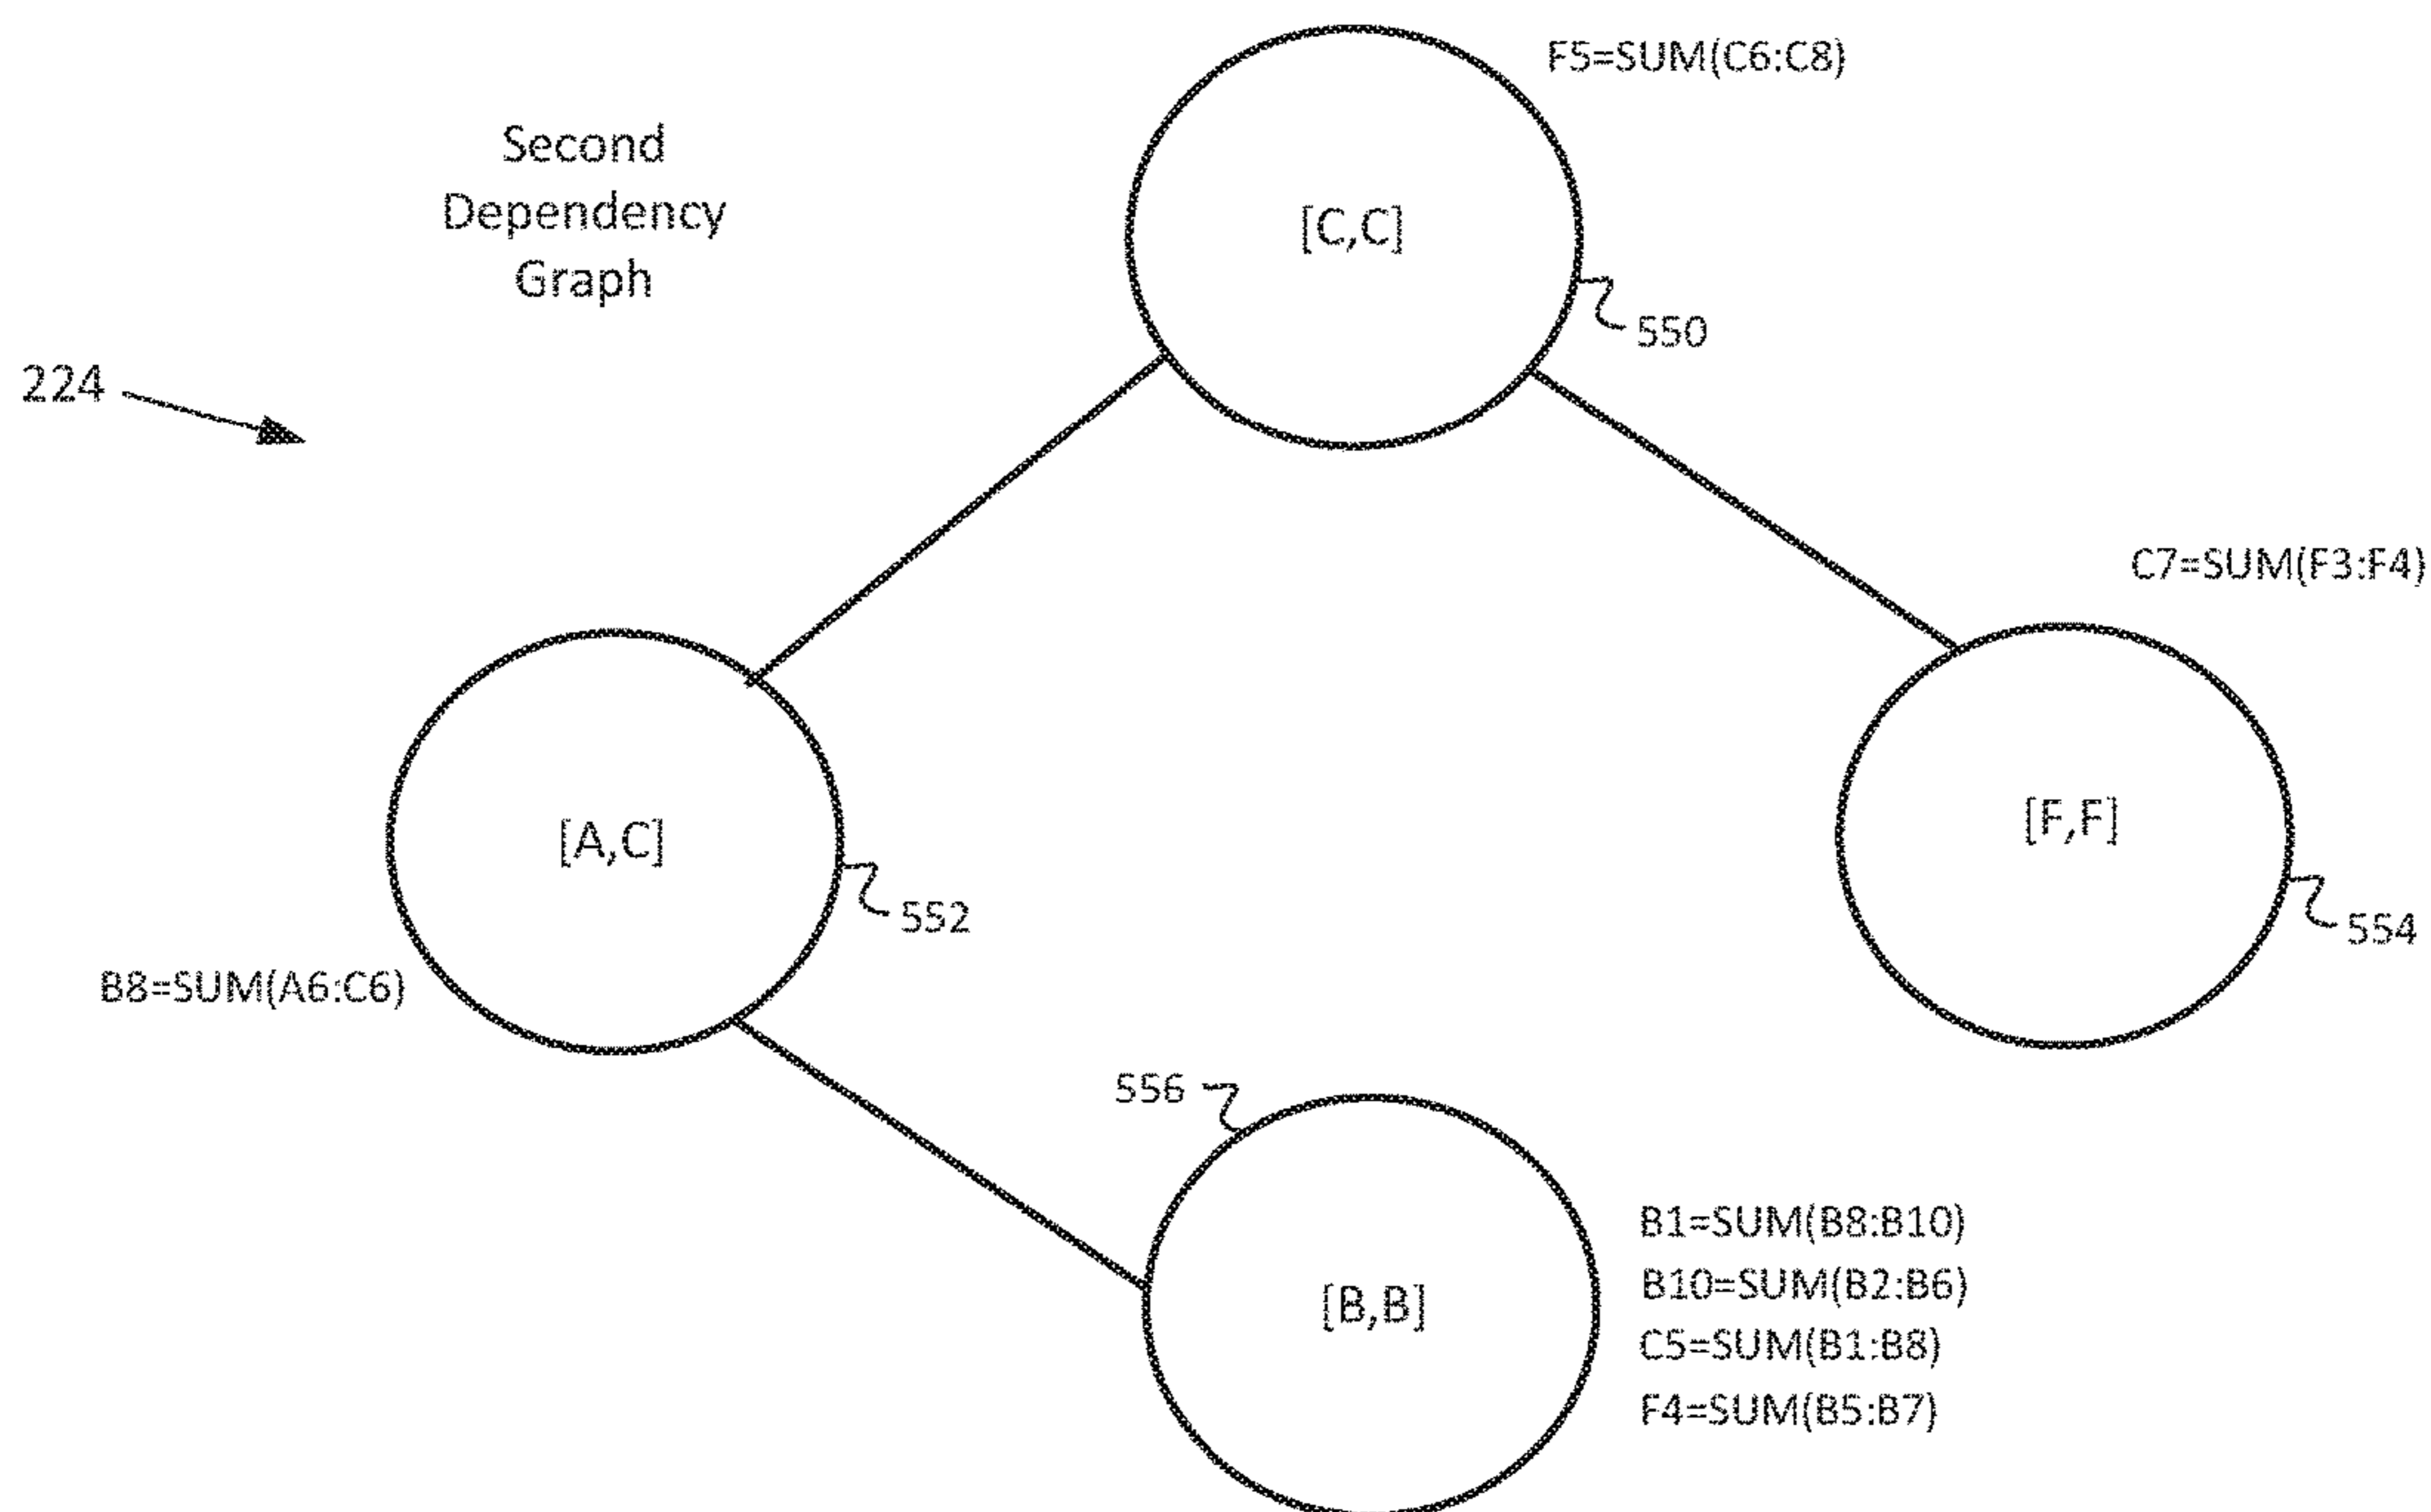 F5=SUM(C6:C8)
Second
Dependency
Graph
[C,C]
550
224
C7=SUM(F3:F4)
[A,C]
[F,F]
552
554
B8=SUM(A6:C6)
556
B1=SUM(B8:B10)
B10=SUM(B2:B6)
[B,B]
C5=SUM(B1:B8)
F4=SUM(B5:B7)